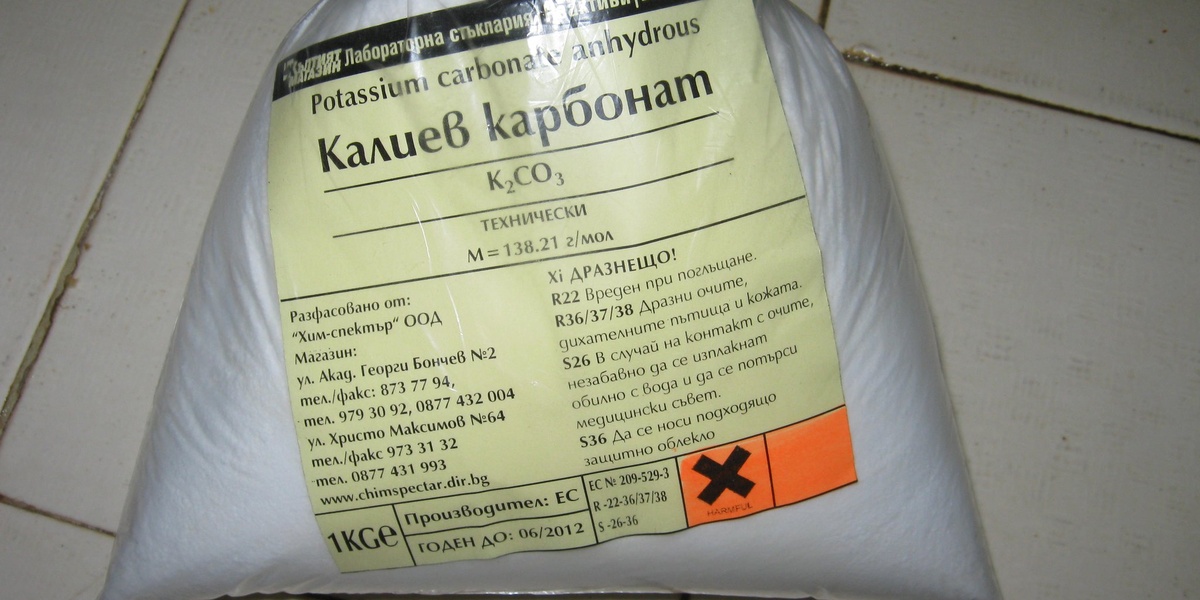 МАГАЗИН Лабораторна стъклария
Potassium carbonate anhydrous
Калиев карбонат
K₂CO₃
ТЕХНИЧЕСКИ
M = 138.21 г/мол
Разфасовано от:
"Хим-спектър" ООД
Магазин:
ул. Акад. Георги Бончев №2
тел./факс: 873 77 94,
тел. 979 30 92, 0877 432 004
ул. Христо Максимов №64
тел./факс 973 31 32
тел. 0877 431 993
www.chimspectar.dir.bg
Xi ДРАЗНЕЩО!
R22 Вреден при поглъщане.
R36/37/38 Дразни очите,
дихателните пътища и кожата.
S26 В случай на контакт с очите,
незабавно да се изплакнат
обилно с вода и да се потърси
медицински съвет.
S36 Да се носи подходящо
защитно облекло
1KGe
Производител: ЕС
ГОДЕН ДО: 06/2012
EC № 209-529-3
R -22-36/37/38
S -26-36
HARMFUL